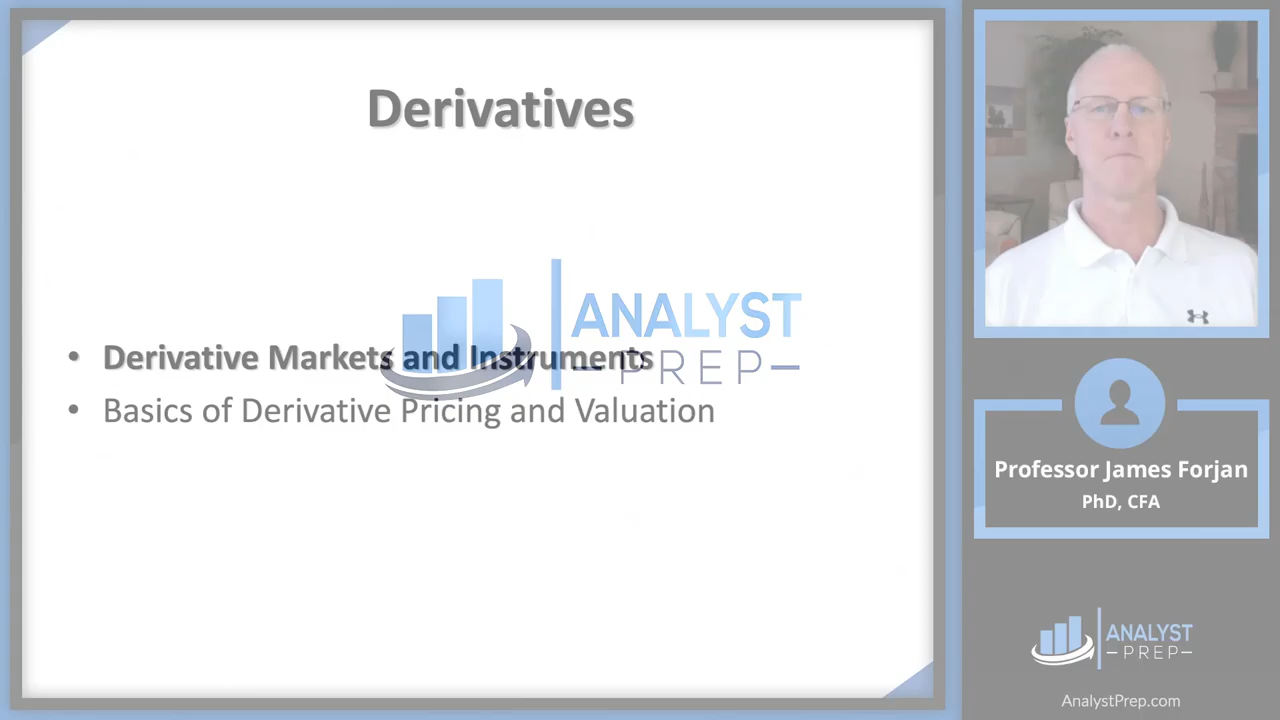 Derivatives
• Derivative Markets and Instruments
• Basics of Derivative Pricing and Valuation
ANALYST
PREP
Professor James Forjan
PhD, CFA
ANALYST
PREP
AnalystPrep.com